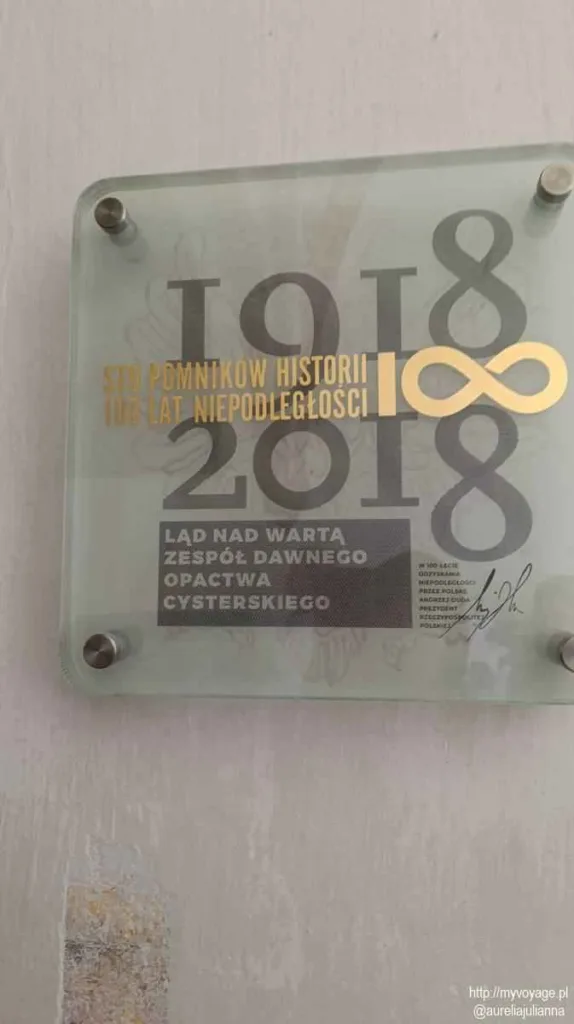 1918
STO POMNIKÓW HISTORII
100 LAT NIEPODLEGŁOŚCI
100
2018
LĄD NAD WARTĄ
ZESPÓŁ DAWNEGO
OPACTWA
CYSTERSKIEGO
W 100-LECIE
ODZYSKANIA
NIEPODLEGŁOŚCI
PRZEZ POLSKĘ
ANDRZEJ DUDA
PREZYDENT
RZECZYPOSPOLITEJ
POLSKIEJ
http://myvoyage.pl
@aureliajulianna